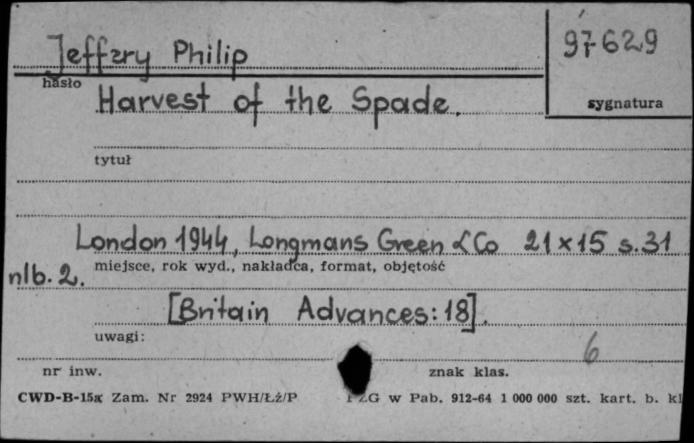 Jeffery Philip
97629
hasło
Harvest of the Spade.
sygnatura
tytuł
London 1944, Longmans Green & Co 21×15 s.31
miejsce, rok wyd., nakładca, format, objętość
nlb. 2.
[Britain Advances: 18].
uwagi:
6
nr inw.
znak klas.
CWD-B-15a Zam. Nr 2924 PWH/Łź/P
PZG w Pab. 912-64 1 000 000 szt. kart. b. kl